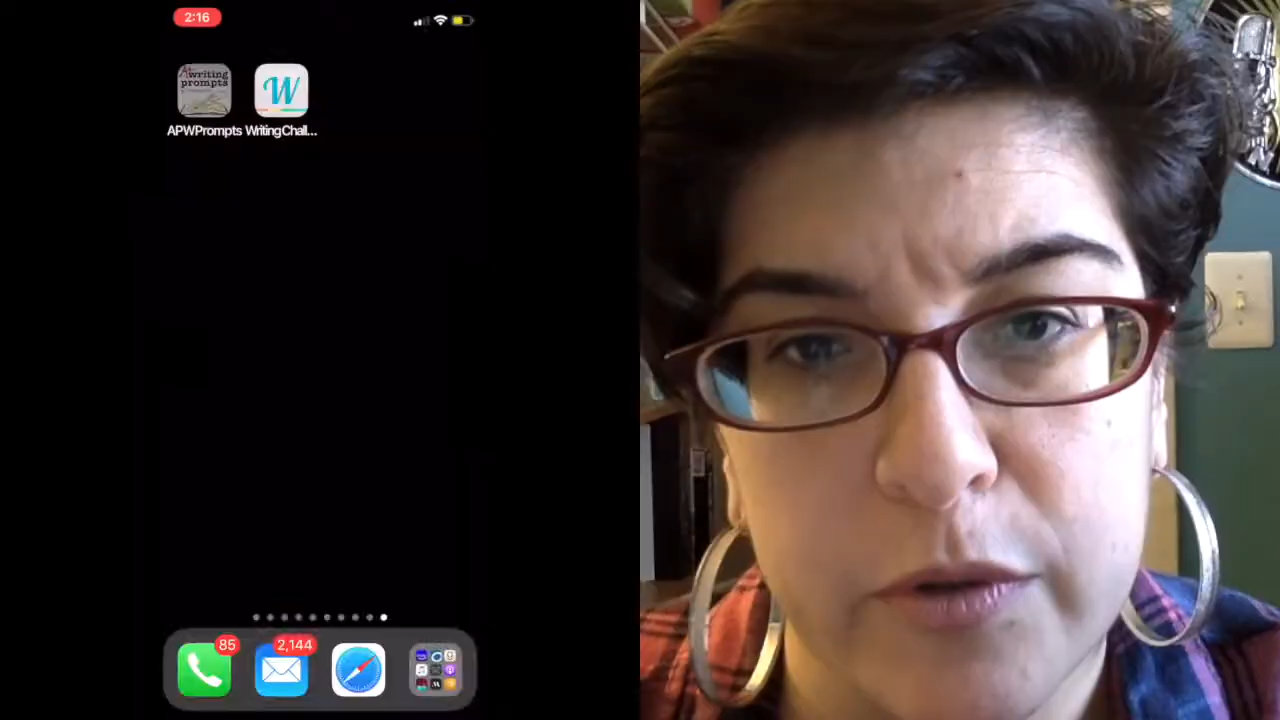 2:16
A+ writing
prompts
W
APWPrompts WritingChall...
85
2,144